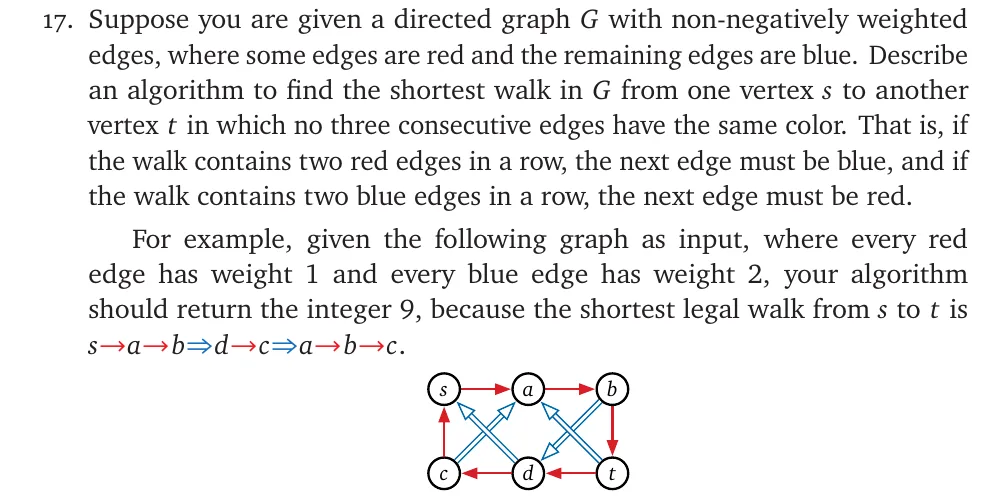 17. Suppose you are given a directed graph G with non-negatively weighted
edges, where some edges are red and the remaining edges are blue. Describe
an algorithm to find the shortest walk in G from one vertex s to another
vertex t in which no three consecutive edges have the same color. That is, if
the walk contains two red edges in a row, the next edge must be blue, and if
the walk contains two blue edges in a row, the next edge must be red.
For example, given the following graph as input, where every red
edge has weight 1 and every blue edge has weight 2, your algorithm
should return the integer 9, because the shortest legal walk from s to t is
s→a→b⇒d→c⇒a→b→c.
s a b
c d t